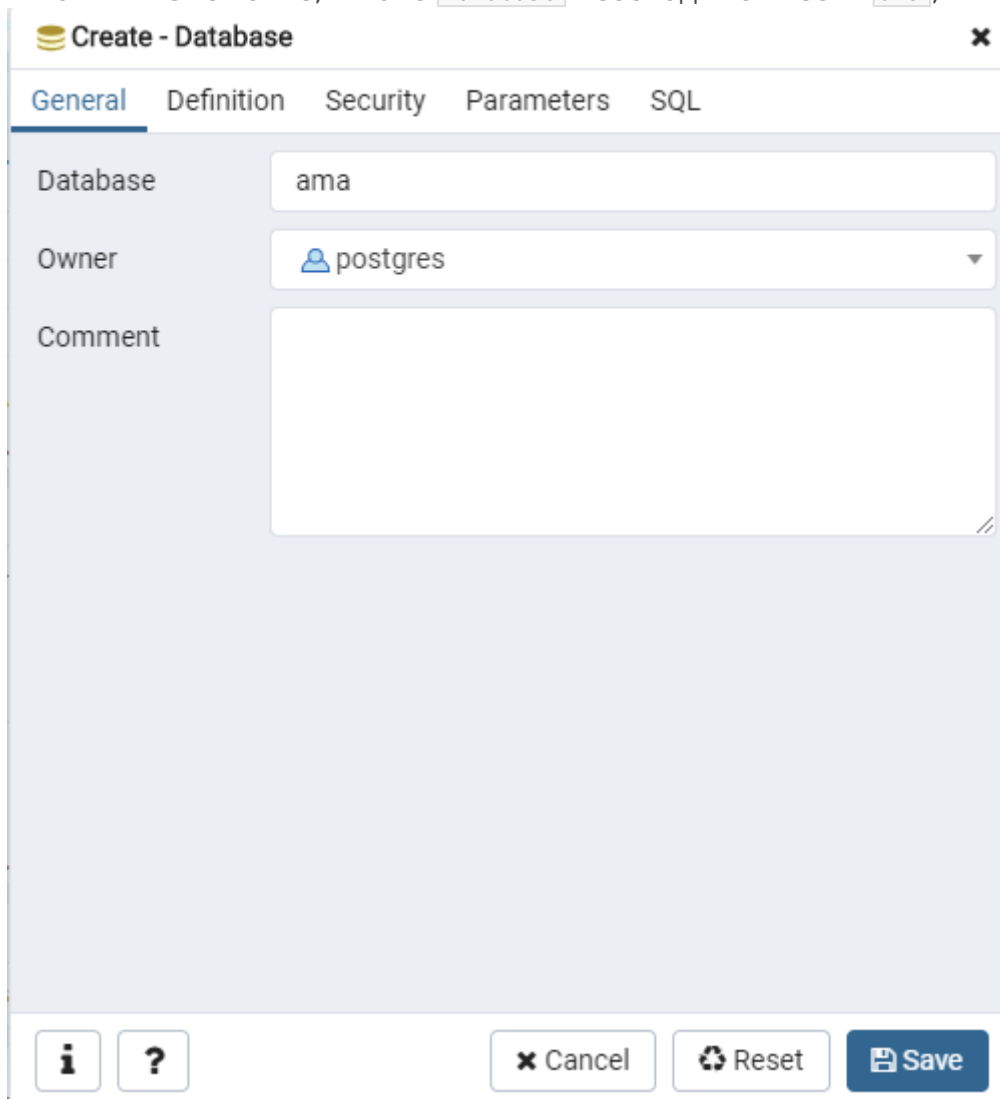 Create - Database
General Definition Security Parameters SQL
Database ama
Owner postgres
Comment
i ? Cancel Reset Save